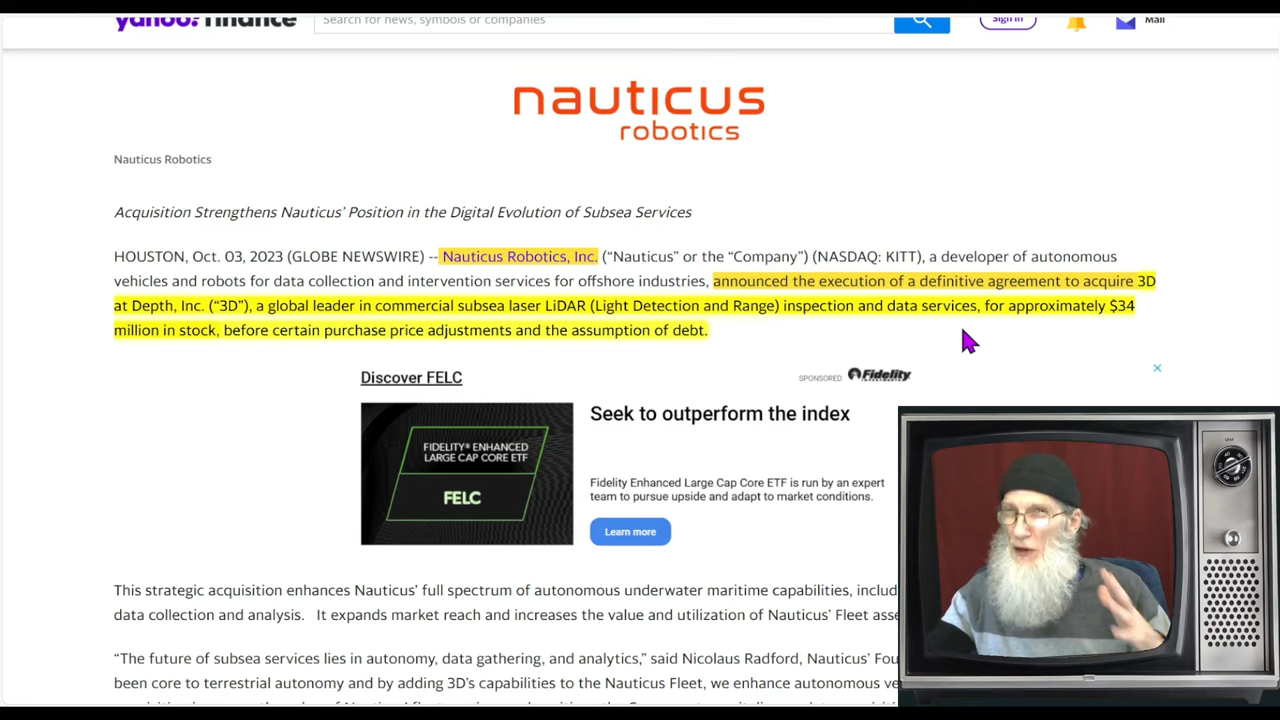 yahoo! finance
Search for news, symbols or companies
Sign in
Mail
nauticus
robotics
Nauticus Robotics
Acquisition Strengthens Nauticus’ Position in the Digital Evolution of Subsea Services
HOUSTON, Oct. 03, 2023 (GLOBE NEWSWIRE) -- Nauticus Robotics, Inc. (“Nauticus” or the “Company”) (NASDAQ: KITT), a developer of autonomous
vehicles and robots for data collection and intervention services for offshore industries, announced the execution of a definitive agreement to acquire 3D
at Depth, Inc. (“3D”), a global leader in commercial subsea laser LiDAR (Light Detection and Range) inspection and data services, for approximately $34
million in stock, before certain purchase price adjustments and the assumption of debt.
Discover FELC
SPONSORED Fidelity
Seek to outperform the index
FIDELITY® ENHANCED
LARGE CAP CORE ETF
FELC
Fidelity Enhanced Large Cap Core ETF is run by an expert
team to pursue upside and adapt to market conditions.
Learn more
This strategic acquisition enhances Nauticus’ full spectrum of autonomous underwater maritime capabilities, includ
data collection and analysis. It expands market reach and increases the value and utilization of Nauticus’ Fleet asse
“The future of subsea services lies in autonomy, data gathering, and analytics,” said Nicolaus Radford, Nauticus’ Fou
been core to terrestrial autonomy and by adding 3D’s capabilities to the Nauticus Fleet, we enhance autonomous ve